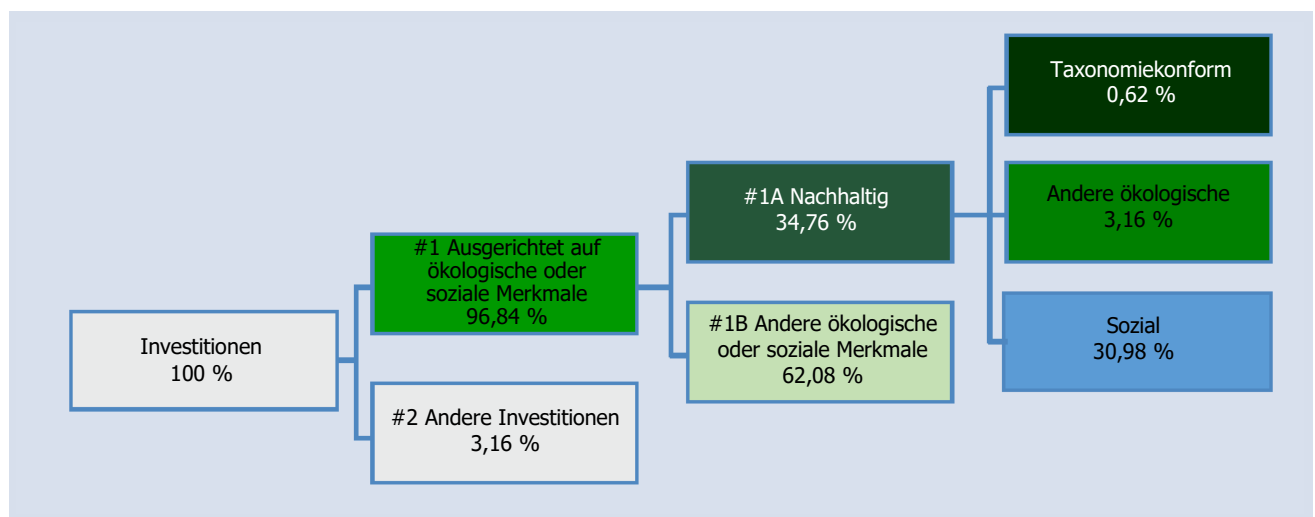 Investitionen
100 %
#1 Ausgerichtet auf
ökologische oder
soziale Merkmale
96,84 %
#2 Andere Investitionen
3,16 %
#1A Nachhaltig
34,76 %
#1B Andere ökologische
oder soziale Merkmale
62,08 %
Taxonomiekonform
0,62 %
Andere ökologische
3,16 %
Sozial
30,98 %